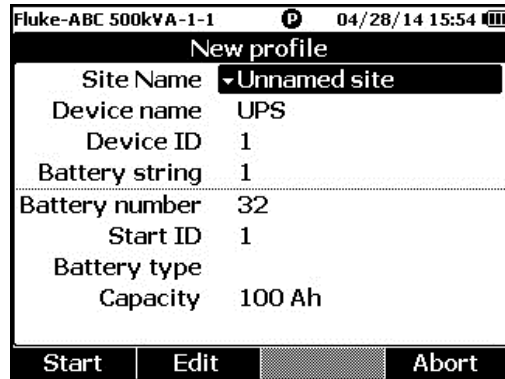 Fluke-ABC 500kVA-1-1 P 04/28/14 15:54
New profile
Site Name Unnamed site
Device name UPS
Device ID 1
Battery string 1
Battery number 32
Start ID 1
Battery type
Capacity 100 Ah
Start Edit Abort